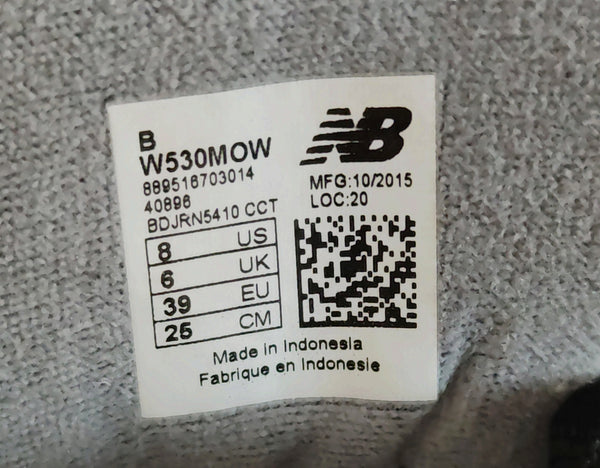 B
W530MOW
889516703014
40896
BDJRN5410 CCT
NB
MFG:10/2015
LOC:20
8 US
6 UK
39 EU
25 CM
Made in Indonesia
Fabrique en Indonesie